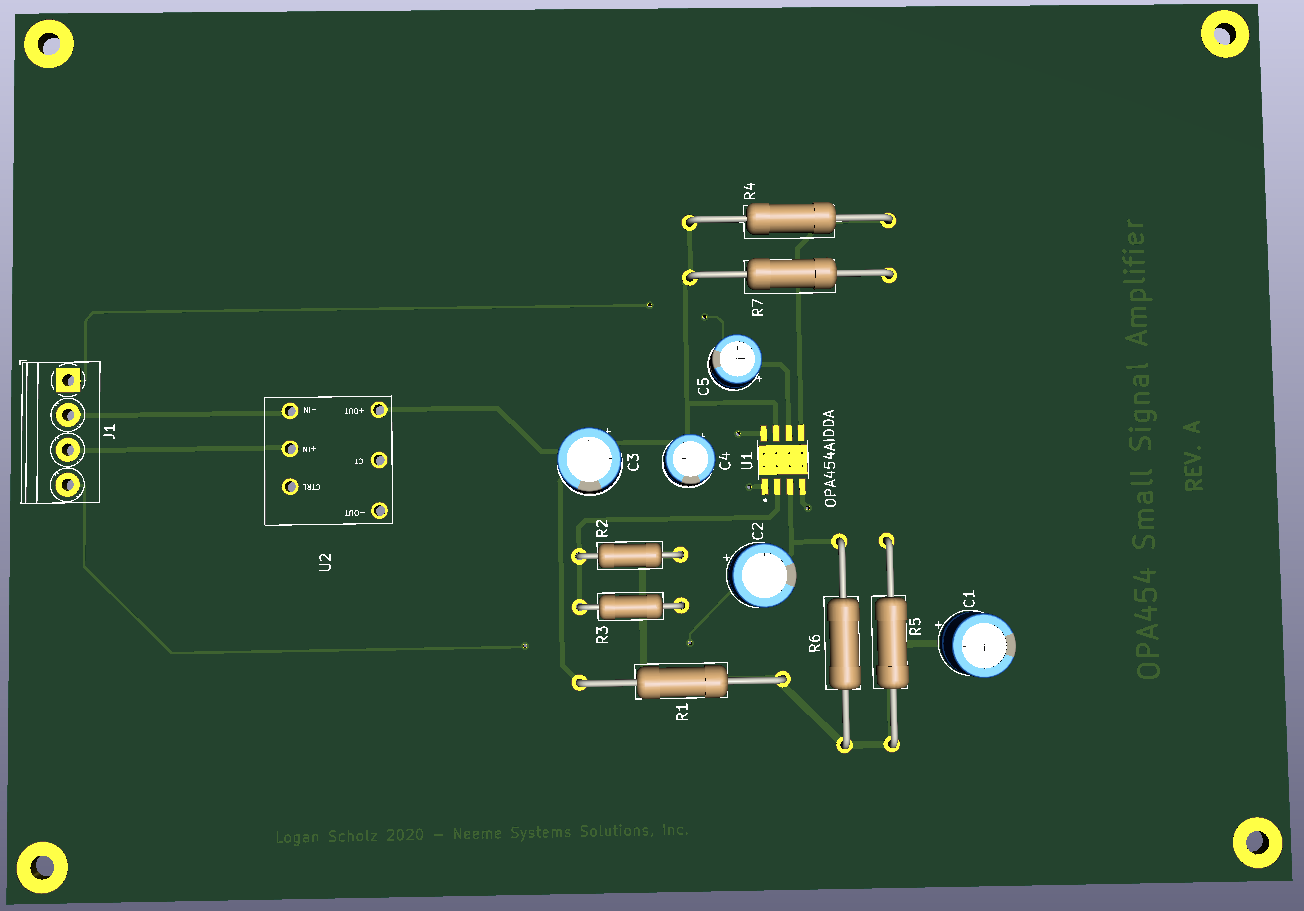 R4
R7
C5
OPA454AIDDA
U1
C4
C3
J1
-IN
+OUT
+IN
CT
CTRL
-OUT
U2
R2
C2
R3
R6
R5
C1
R1
OPA454 Small Signal Amplifier
REV. A
Logan Scholz 2020 – Neeme Systems Solutions, Inc.